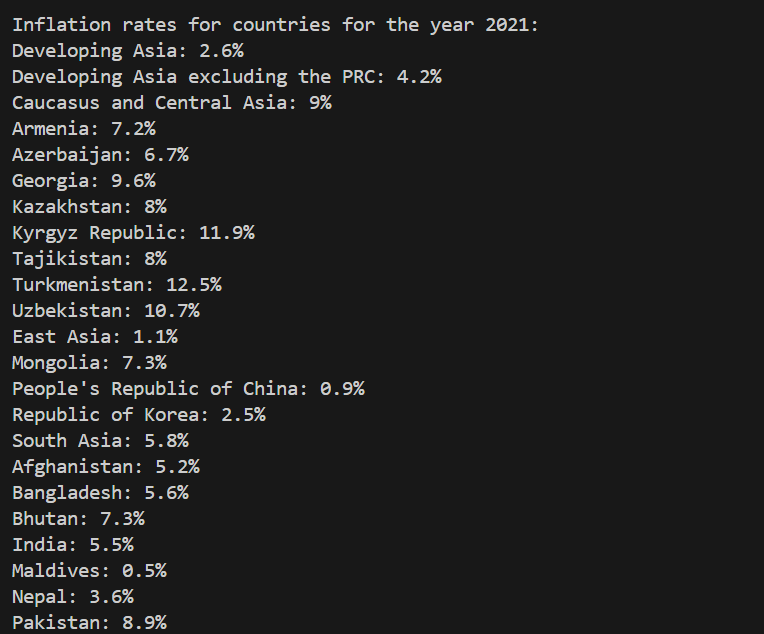 Inflation rates for countries for the year 2021:
Developing Asia: 2.6%
Developing Asia excluding the PRC: 4.2%
Caucasus and Central Asia: 9%
Armenia: 7.2%
Azerbaijan: 6.7%
Georgia: 9.6%
Kazakhstan: 8%
Kyrgyz Republic: 11.9%
Tajikistan: 8%
Turkmenistan: 12.5%
Uzbekistan: 10.7%
East Asia: 1.1%
Mongolia: 7.3%
People's Republic of China: 0.9%
Republic of Korea: 2.5%
South Asia: 5.8%
Afghanistan: 5.2%
Bangladesh: 5.6%
Bhutan: 7.3%
India: 5.5%
Maldives: 0.5%
Nepal: 3.6%
Pakistan: 8.9%